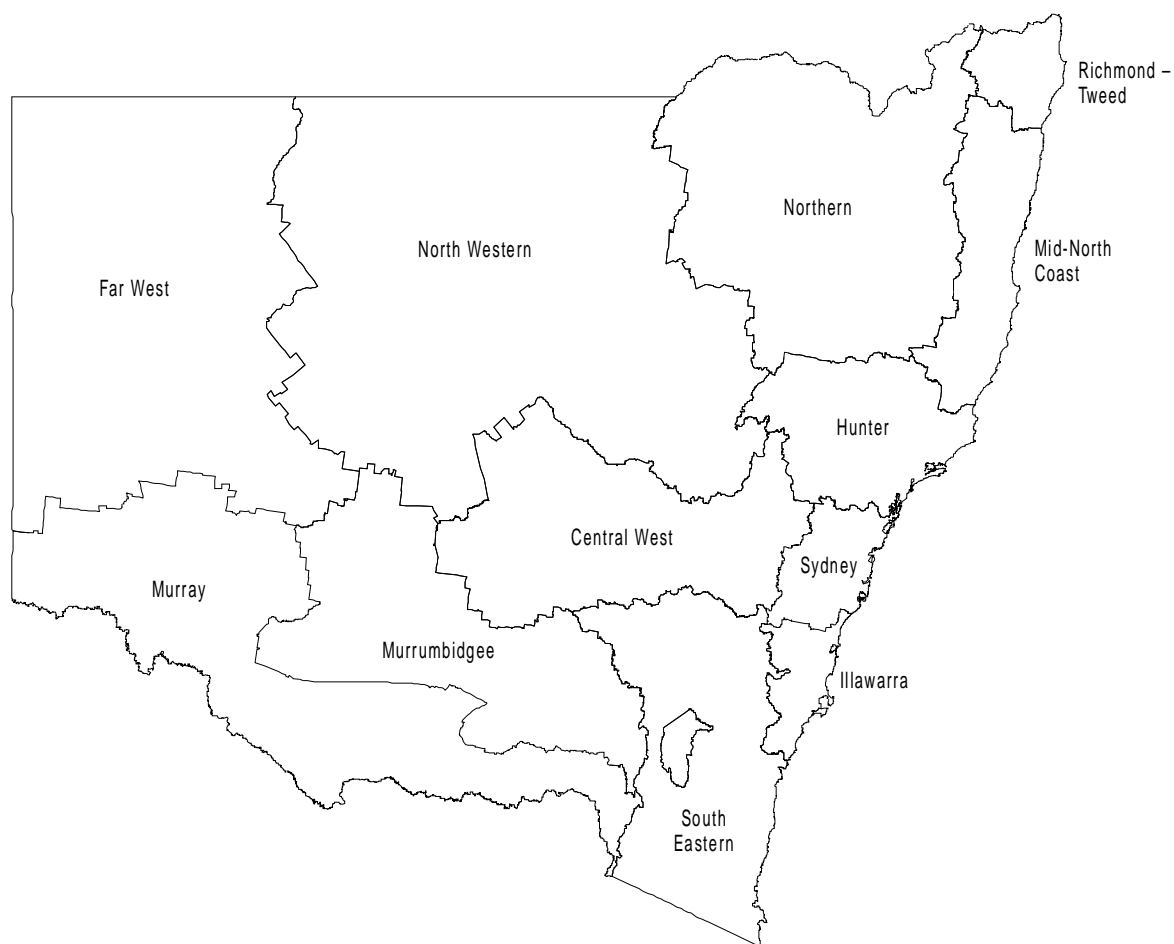 Richmond –
Tweed
Northern
North Western
Mid-North
Coast
Far West
Hunter
Central West
Sydney
Murray
Murrumbidgee
Illawarra
South
Eastern